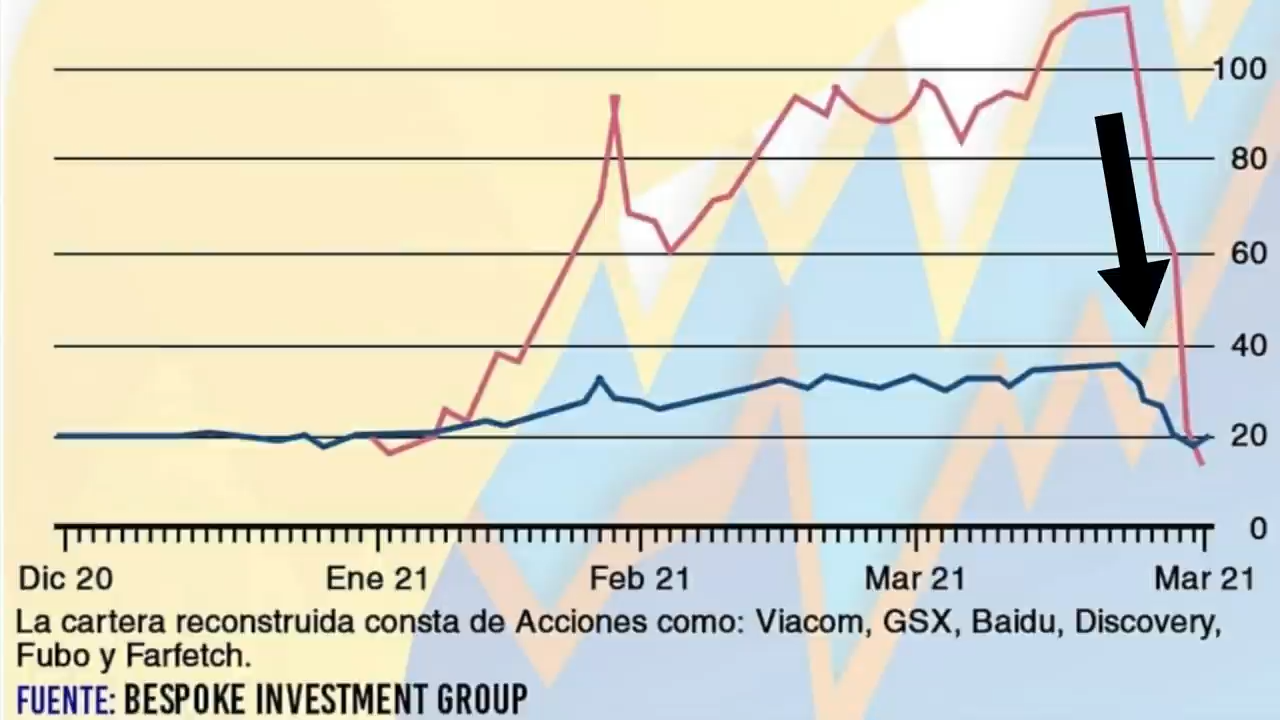 100
80
60
40
20
0
Dic 20 Ene 21 Feb 21 Mar 21 Mar 21
La cartera reconstruida consta de Acciones como: Viacom, GSX, Baidu, Discovery,
Fubo y Farfetch.
FUENTE: BESPOKE INVESTMENT GROUP